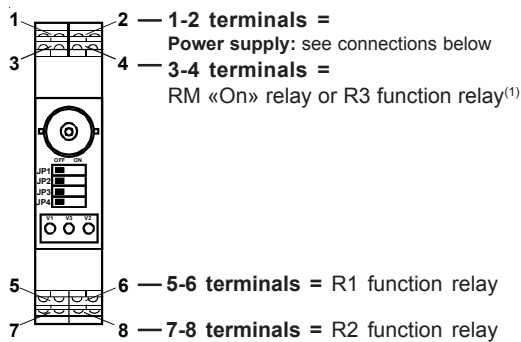 1 2 — 1-2 terminals =
Power supply: see connections below
3 4 — 3-4 terminals =
RM «On» relay or R3 function relay(1)
OFF ON
JP1
JP2
JP3
JP4
V1 V3 V2
5 6 — 5-6 terminals = R1 function relay
7 8 — 7-8 terminals = R2 function relay